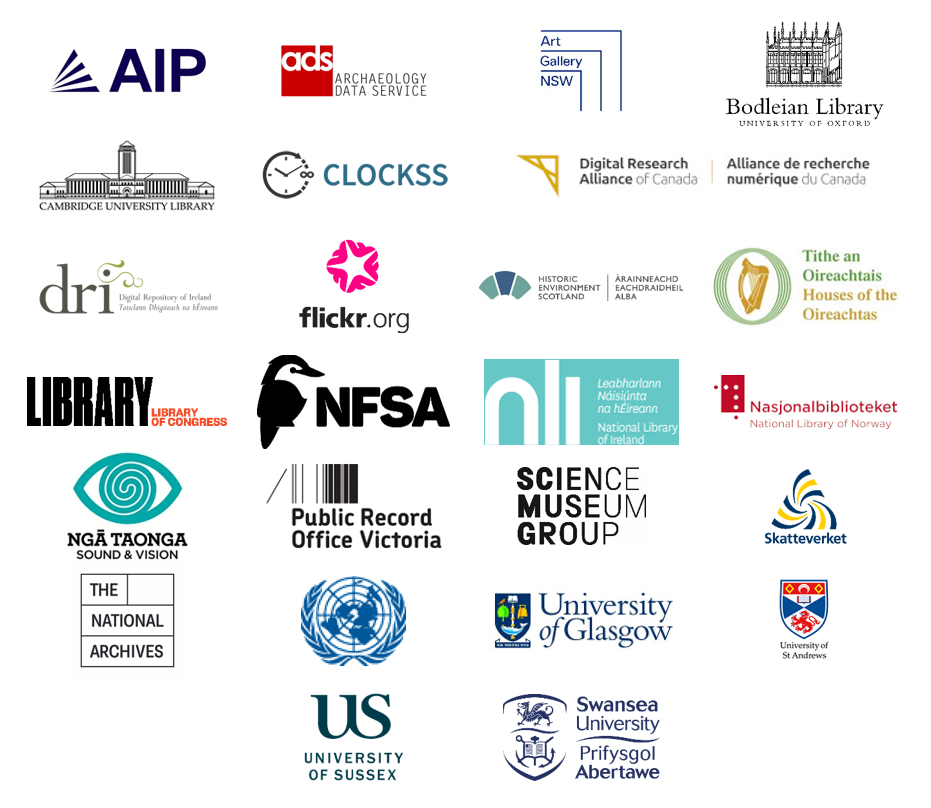 AIP
ads
ARCHAEOLOGY
DATA SERVICE
Art
Gallery
NSW
Bodleian Library
UNIVERSITY OF OXFORD
CAMBRIDGE UNIVERSITY LIBRARY
CLOCKSS
Digital Research
Alliance of Canada
Alliance de recherche
numérique du Canada
dri
Digital Repository of Ireland
Taisclann Dhigiteach na hÉireann
flickr.org
HISTORIC
ENVIRONMENT
SCOTLAND
ÀRAINNEACHD
EACHDRAIDHEIL
ALBA
Tithe an
Oireachtais
Houses of the
Oireachtas
LIBRARY
LIBRARY
OF CONGRESS
NFSA
nli
Leabharlann
Náisiúnta
na hÉireann
National Library
of Ireland
Nasjonalbiblioteket
National Library of Norway
NGĀ TAONGA
SOUND & VISION
Public Record
Office Victoria
SCIENCE
MUSEUM
GROUP
Skatteverket
THE
NATIONAL
ARCHIVES
University
of Glasgow
University of
St Andrews
US
UNIVERSITY
OF SUSSEX
Swansea
University
Prifysgol
Abertawe